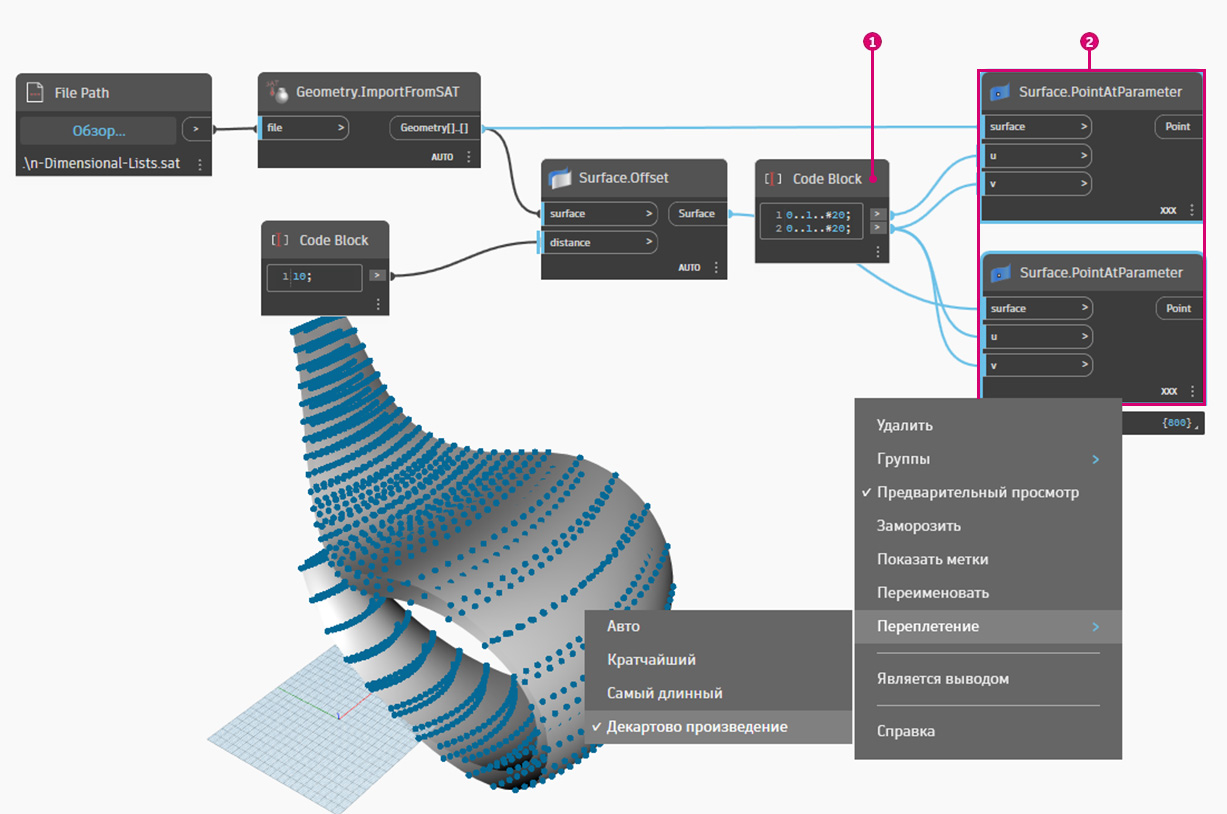 1
2
File Path
Обзор...
>
.\n-Dimensional-Lists.sat
SAT
Geometry.ImportFromSAT
file >
Geometry[]..[]
AUTO
Surface.Offset
surface >
Surface
distance >
AUTO
Code Block
1 10;
>
Code Block
1 0..1..#20; >
2 0..1..#20; >
Surface.PointAtParameter
surface >
Point
u >
v >
XXX
Surface.PointAtParameter
surface >
Point
u >
v >
XXX
{800}
Удалить
Группы >
✓ Предварительный просмотр
Заморозить
Показать метки
Переименовать
Переплетение >
Является выводом
Справка
Авто
Кратчайший
Самый длинный
✓ Декартово произведение